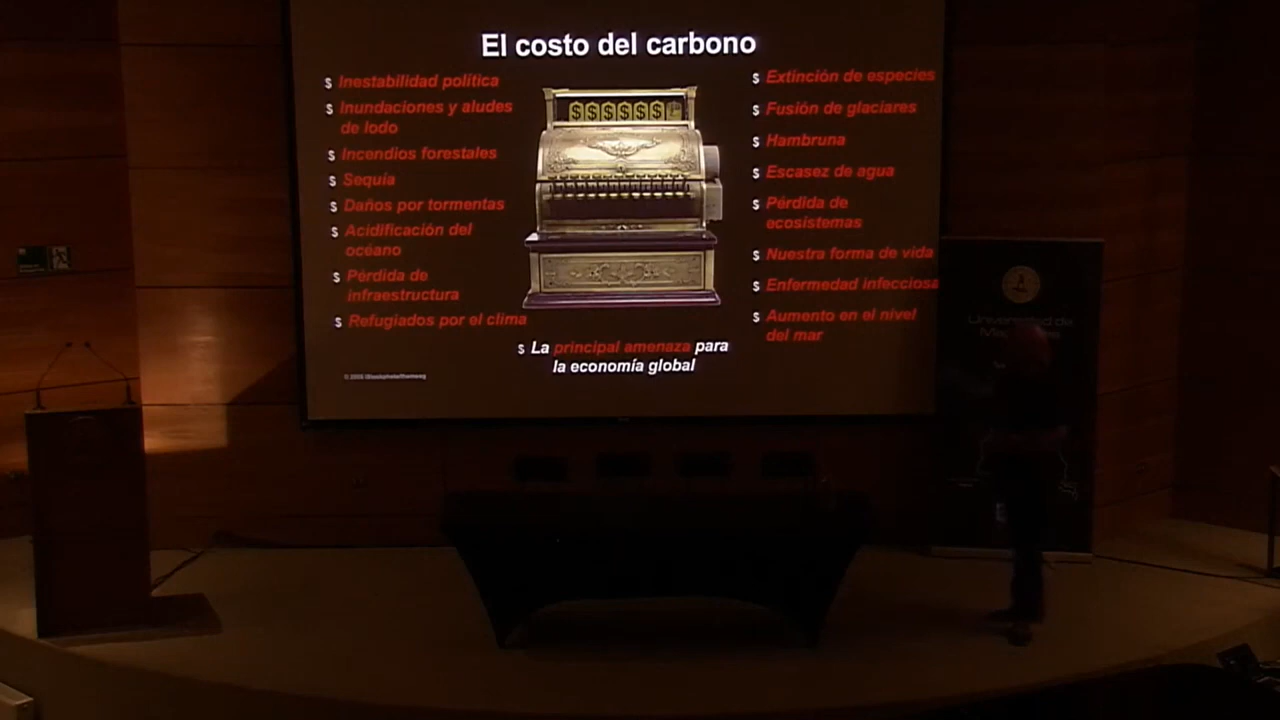 El costo del carbono
$ Inestabilidad política
$ Inundaciones y aludes
de lodo
$ Incendios forestales
$ Sequía
$ Daños por tormentas
$ Acidificación del
océano
$ Pérdida de
infraestructura
$ Refugiados por el clima
$$$$$$
$ Extinción de especies
$ Fusión de glaciares
$ Hambruna
$ Escasez de agua
$ Pérdida de
ecosistemas
$ Nuestra forma de vida
$ Enfermedad infecciosa
$ Aumento en el nivel
del mar
$ La principal amenaza para
la economía global
Universidad de